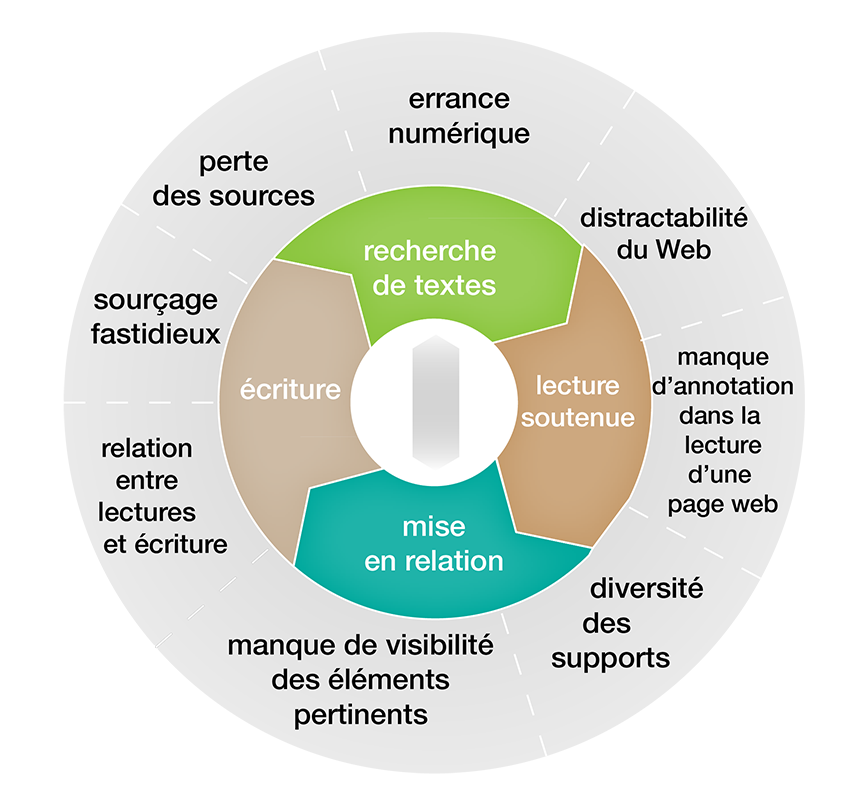 errance
numérique
perte
des sources
distractabilité
du Web
sourçage
fastidieux
manque
d'annotation
dans la
lecture
d'une
page web
relation
entre
lectures
et écriture
diversité
des
supports
manque de visibilité
des éléments
pertinents
recherche
de textes
écriture
lecture
soutenue
mise
en relation